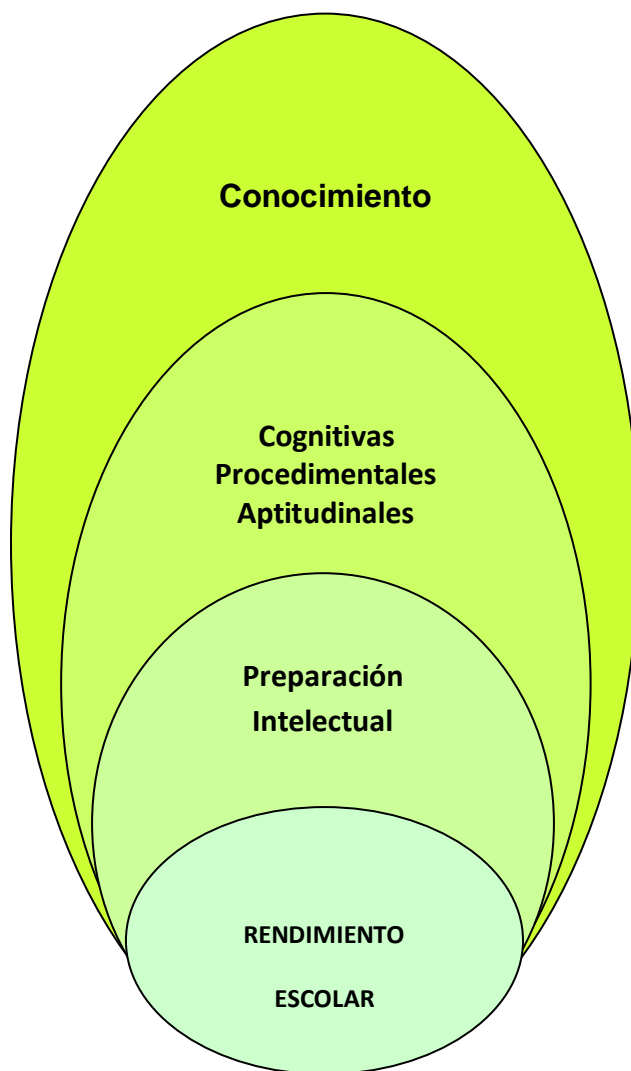 Conocimiento
Cognitivas
Procedimentales
Aptitudinales
Preparación
Intelectual
RENDIMIENTO
ESCOLAR